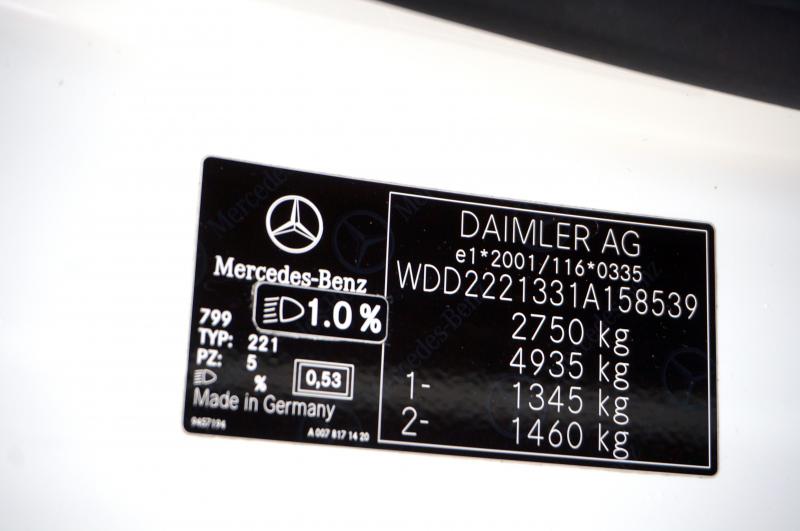 Mercedes-Benz
1.0 %
799
TYP: 221
PZ: 5
%
0,53
Made in Germany
9457194
A 007 817 14 20
DAIMLER AG
e1*2001/116*0335
WDD2221331A158539
2750 kg
4935 kg
1- 1345 kg
2- 1460 kg